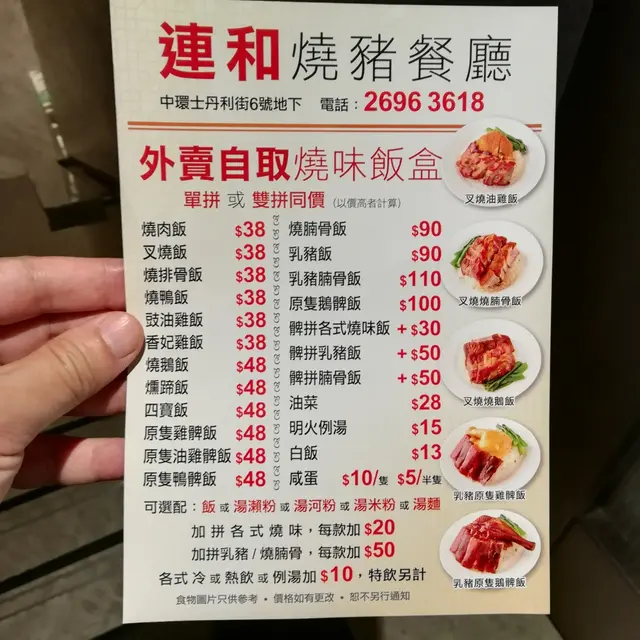 連和燒豬餐廳
中環士丹利街6號地下 電話：2696 3618
外賣自取燒味飯盒
單拼 或 雙拼同價 (以價高者計算)
燒肉飯 $38
叉燒飯 $38
燒排骨飯 $38
燒鴨飯 $38
豉油雞飯 $38
香妃雞飯 $38
燒鵝飯 $48
燻蹄飯 $48
四寶飯 $48
原隻雞髀飯 $48
原隻油雞髀飯 $48
原隻鴨髀飯 $48
燒腩骨飯 $90
乳豬飯 $90
乳豬腩骨飯 $110
原隻鵝髀飯 $100
髀拼各式燒味飯 + $30
髀拼乳豬飯 + $50
髀拼腩骨飯 + $50
油菜 $28
明火例湯 $15
白飯 $13
咸蛋 $10/隻 $5/半隻
叉燒油雞飯
叉燒燒腩骨飯
叉燒燒鵝飯
乳豬原隻雞髀飯
乳豬原隻鵝髀飯
可選配：飯 或 湯瀨粉 或 湯河粉 或 湯米粉 或 湯麵
加拼各式燒味，每款加 $20
加拼乳豬 / 燒腩骨，每款加 $50
各式 冷 或 熱飲 或 例湯加 $10，特飲另計
食物圖片只供參考 • 價格如有更改 • 恕不另行通知